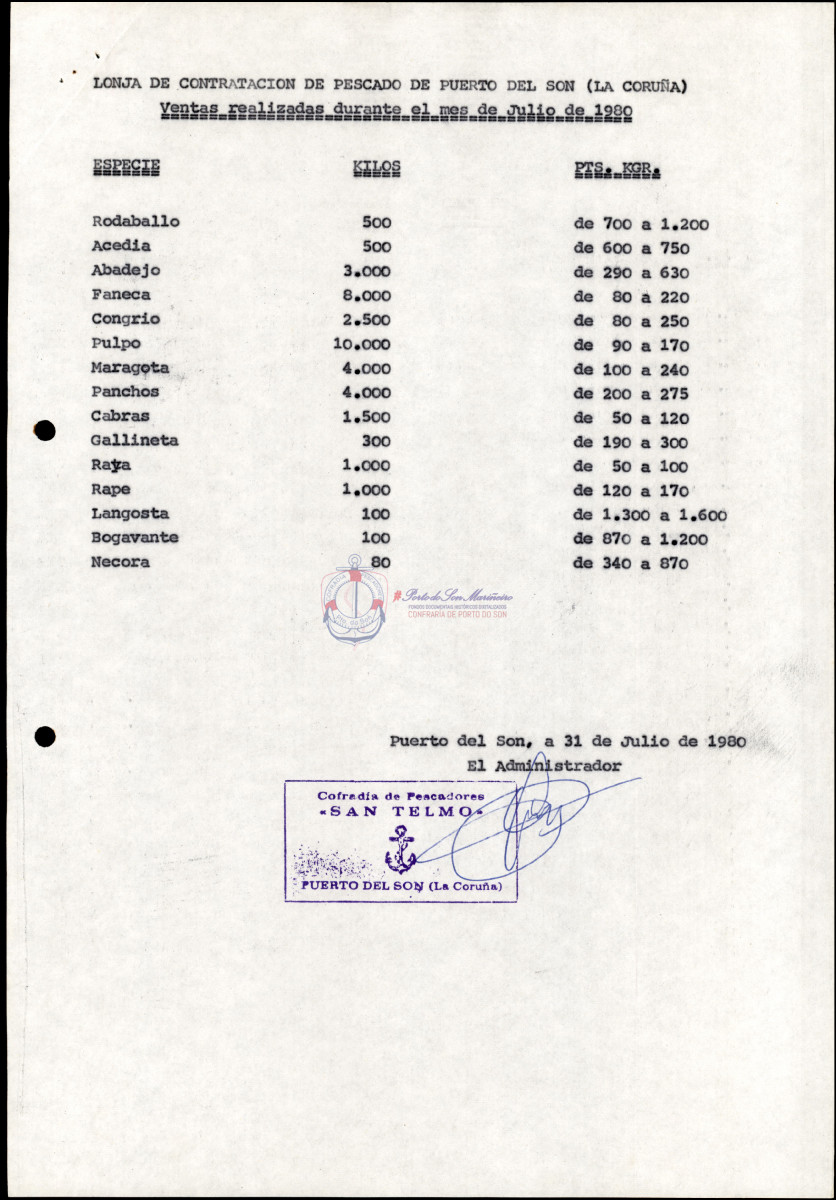 LONJA DE CONTRATACION DE PESCADO DE PUERTO DEL SON (LA CORUÑA)
Ventas realizadas durante el mes de Julio de 1980
ESPECIE KILOS PTS. KGR.
Rodaballo 500 de 700 a 1.200
Acedia 500 de 600 a 750
Abadejo 3.000 de 290 a 630
Faneca 8.000 de 80 a 220
Congrio 2.500 de 80 a 250
Pulpo 10.000 de 90 a 170
Maragota 4.000 de 100 a 240
Panchos 4.000 de 200 a 275
Cabras 1.500 de 50 a 120
Gallineta 300 de 190 a 300
Raya 1.000 de 50 a 100
Rape 1.000 de 120 a 170
Langosta 100 de 1.300 a 1.600
Bogavante 100 de 870 a 1.200
Necora 80 de 340 a 870
# Porto do Son Mariñeiro
FONDOS DOCUMENTAIS HISTÓRICOS DIXITALIZADOS
CONFRARÍA DE PORTO DO SON
Puerto del Son, a 31 de Julio de 1980
El Administrador
Cofradía de Pescadores
«SAN TELMO»
PUERTO DEL SON (La Coruña)